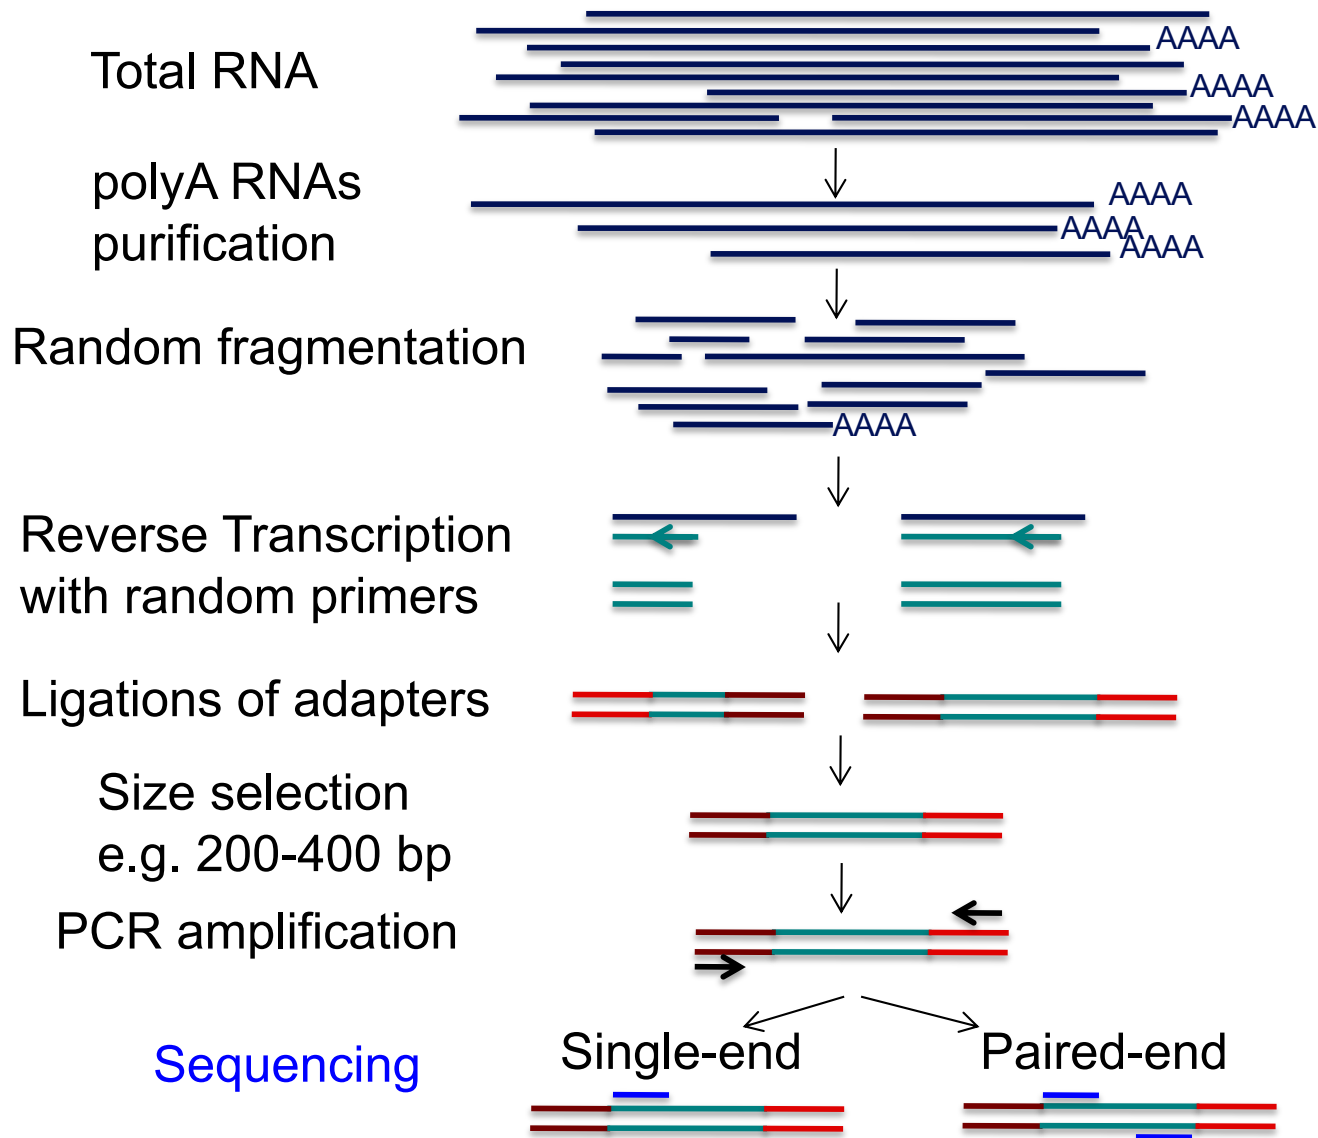 Total RNA
AAAA
AAAA
AAAA
polyA RNAs
purification
AAAA
AAAA
AAAA
Random fragmentation
AAAA
Reverse Transcription
with random primers
Ligations of adapters
Size selection
e.g. 200-400 bp
PCR amplification
Sequencing
Single-end
Paired-end